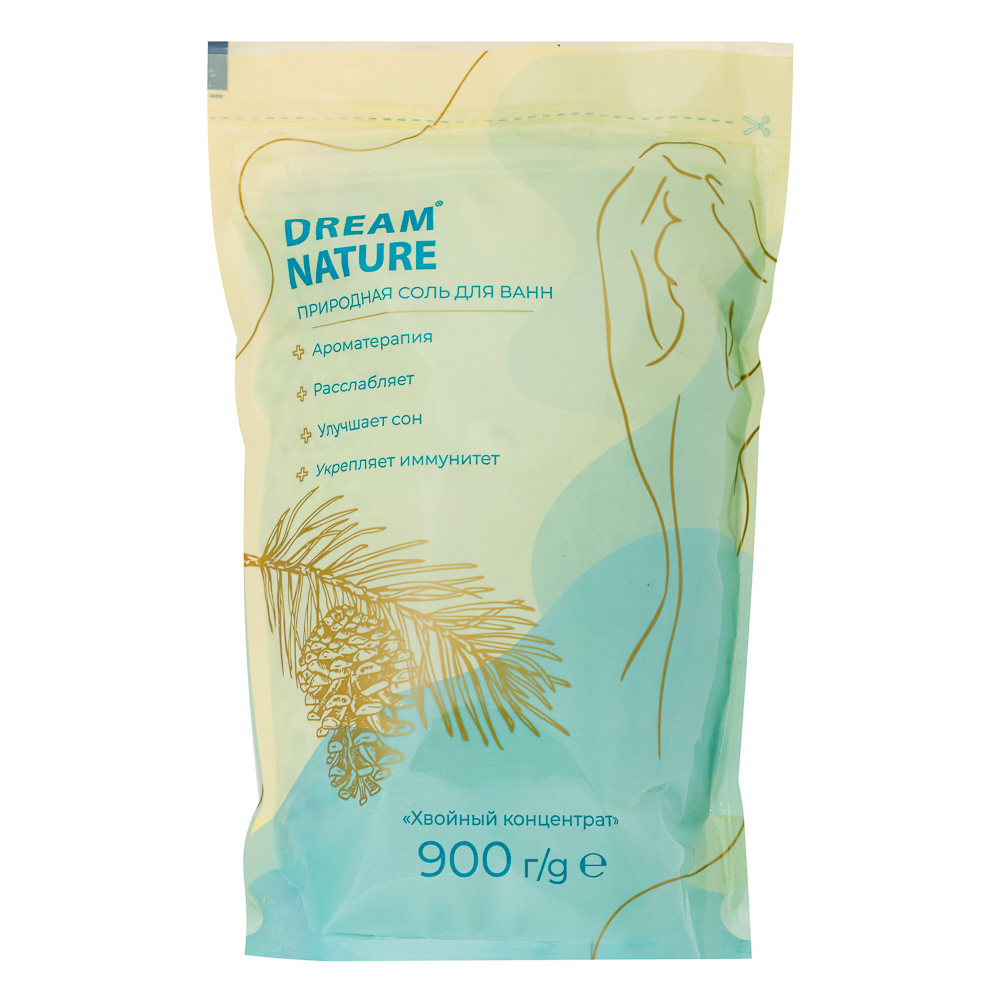 DREAM®
NATURE
ПРИРОДНАЯ СОЛЬ ДЛЯ ВАНН
Ароматерапия
Расслабляет
Улучшает сон
Укрепляет иммунитет
«Хвойный концентрат»
900 г/g ℮